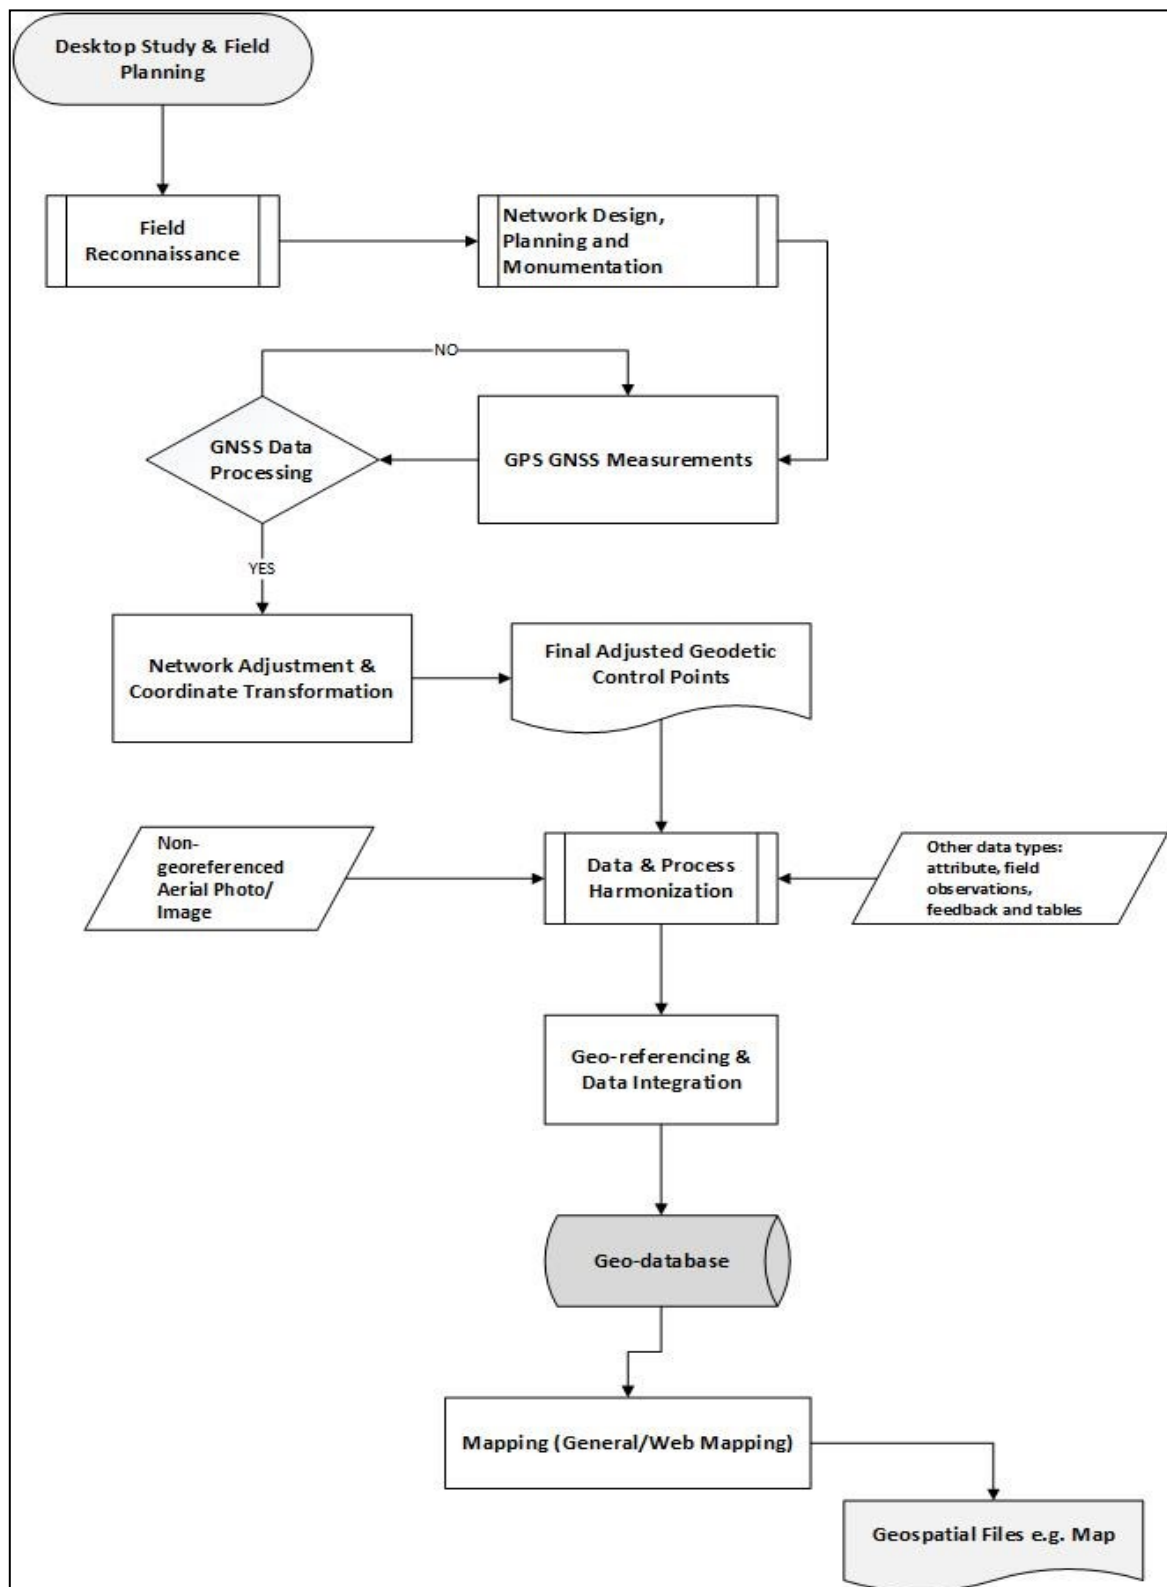 Desktop Study & Field
Planning
Field
Reconnaissance
Network Design,
Planning and
Monumentation
NO
GNSS Data
Processing
GPS GNSS Measurements
YES
Network Adjustment &
Coordinate Transformation
Final Adjusted Geodetic
Control Points
Non-
georeferenced
Aerial Photo/
Image
Data & Process
Harmonization
Other data types:
attribute, field
observations,
feedback and tables
Geo-referencing &
Data Integration
Geo-database
Mapping (General/Web Mapping)
Geospatial Files e.g. Map